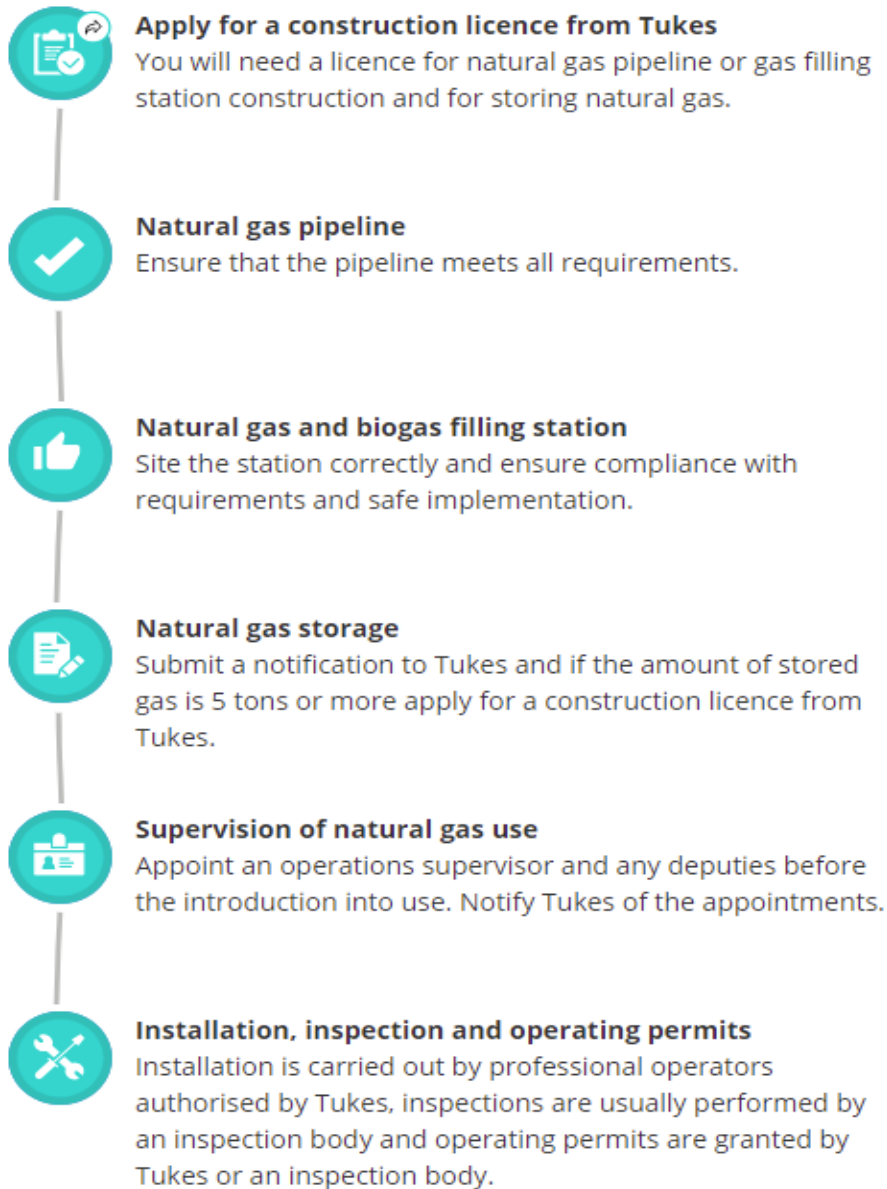 Apply for a construction licence from Tukes
You will need a licence for natural gas pipeline or gas filling
station construction and for storing natural gas.
Natural gas pipeline
Ensure that the pipeline meets all requirements.
Natural gas and biogas filling station
Site the station correctly and ensure compliance with
requirements and safe implementation.
Natural gas storage
Submit a notification to Tukes and if the amount of stored
gas is 5 tons or more apply for a construction licence from
Tukes.
Supervision of natural gas use
Appoint an operations supervisor and any deputies before
the introduction into use. Notify Tukes of the appointments.
Installation, inspection and operating permits
Installation is carried out by professional operators
authorised by Tukes, inspections are usually performed by
an inspection body and operating permits are granted by
Tukes or an inspection body.